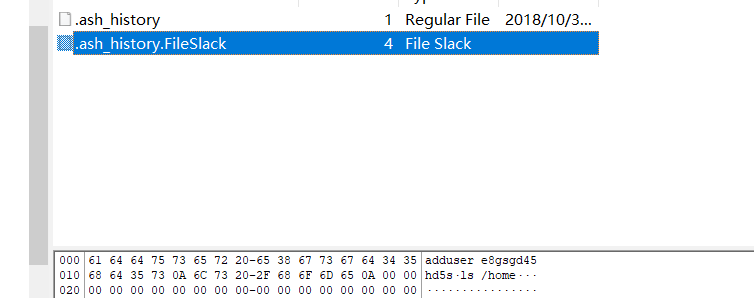 .ash_history 1 Regular File 2018/10/3...
.ash_history.FileSlack 4 File Slack
000 61 64 64 75 73 65 72 20-65 38 67 73 67 64 34 35 adduser e8gsgd45
010 68 64 35 73 0A 6C 73 20-2F 68 6F 6D 65 0A 00 00 hd5s·ls /home···
020 00 00 00 00 00 00 00 00-00 00 00 00 00 00 00 00 ················